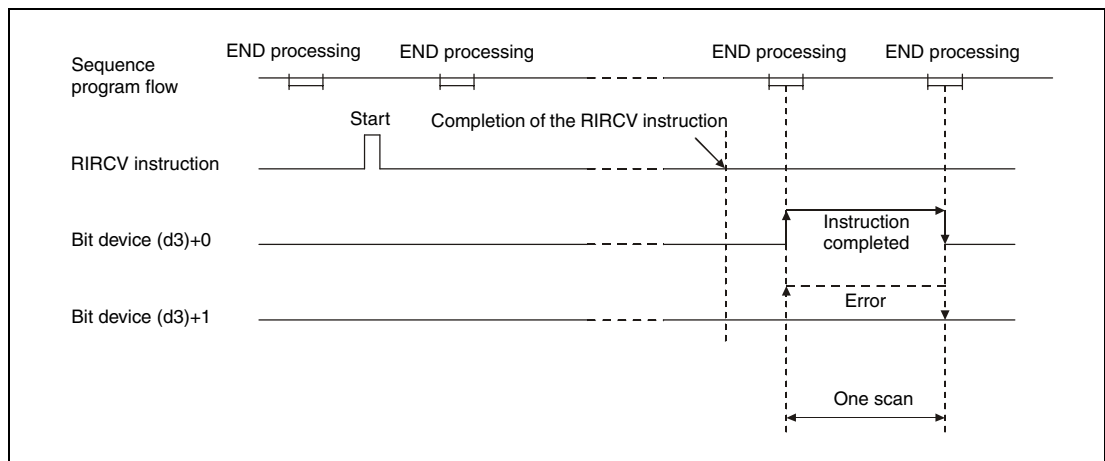 END processing
END processing
END processing
END processing
Sequence
program flow
Start
Completion of the RIRCV instruction
RIRCV instruction
Instruction
completed
Bit device (d3)+0
Error
Bit device (d3)+1
One scan